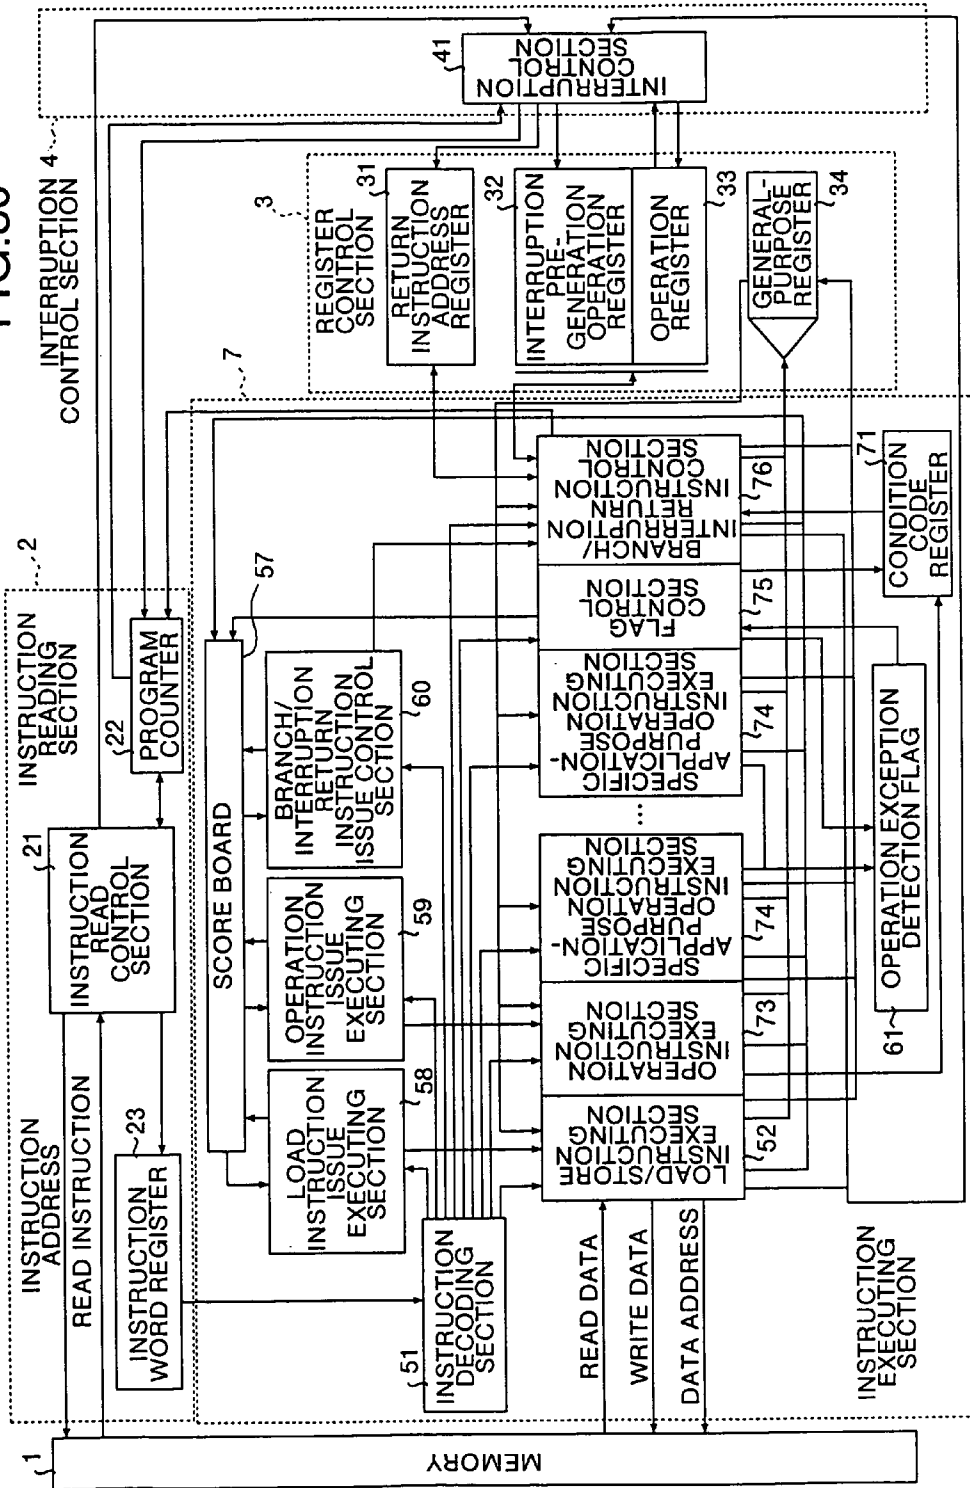 INTERRUPTION 4
CONTROL SECTION
41
INTERRUPTION
CONTROL
SECTION
3
REGISTER
CONTROL
SECTION
31
RETURN
INSTRUCTION
ADDRESS
REGISTER
32
INTERRUPTION
PRE-
GENERATION
OPERATION
REGISTER
OPERATION
REGISTER
33
GENERAL-
PURPOSE
REGISTER
34
2
INSTRUCTION
READING
SECTION
22
PROGRAM
COUNTER
21
INSTRUCTION
READ
CONTROL
SECTION
INSTRUCTION
ADDRESS
READ INSTRUCTION
23
INSTRUCTION
WORD REGISTER
7
57
SCORE BOARD
LOAD
INSTRUCTION
ISSUE
EXECUTING
SECTION
58
OPERATION
INSTRUCTION
ISSUE
EXECUTING
SECTION
59
BRANCH/
INTERRUPTION
RETURN
INSTRUCTION
ISSUE CONTROL
SECTION
60
51
INSTRUCTION
DECODING
SECTION
LOAD/STORE
INSTRUCTION
EXECUTING
SECTION
52
OPERATION
INSTRUCTION
EXECUTING
SECTION
73
SPECIFIC
APPLICATION-
PURPOSE
OPERATION
INSTRUCTION
EXECUTING
SECTION
74
...
SPECIFIC
APPLICATION-
PURPOSE
OPERATION
INSTRUCTION
EXECUTING
SECTION
74
FLAG
CONTROL
SECTION
75
BRANCH/
INTERRUPTION
RETURN
INSTRUCTION
CONTROL
SECTION
76
71
CONDITION
CODE
REGISTER
61
OPERATION EXCEPTION
DETECTION FLAG
READ DATA
WRITE DATA
DATA ADDRESS
INSTRUCTION
EXECUTING
SECTION
1
MEMORY